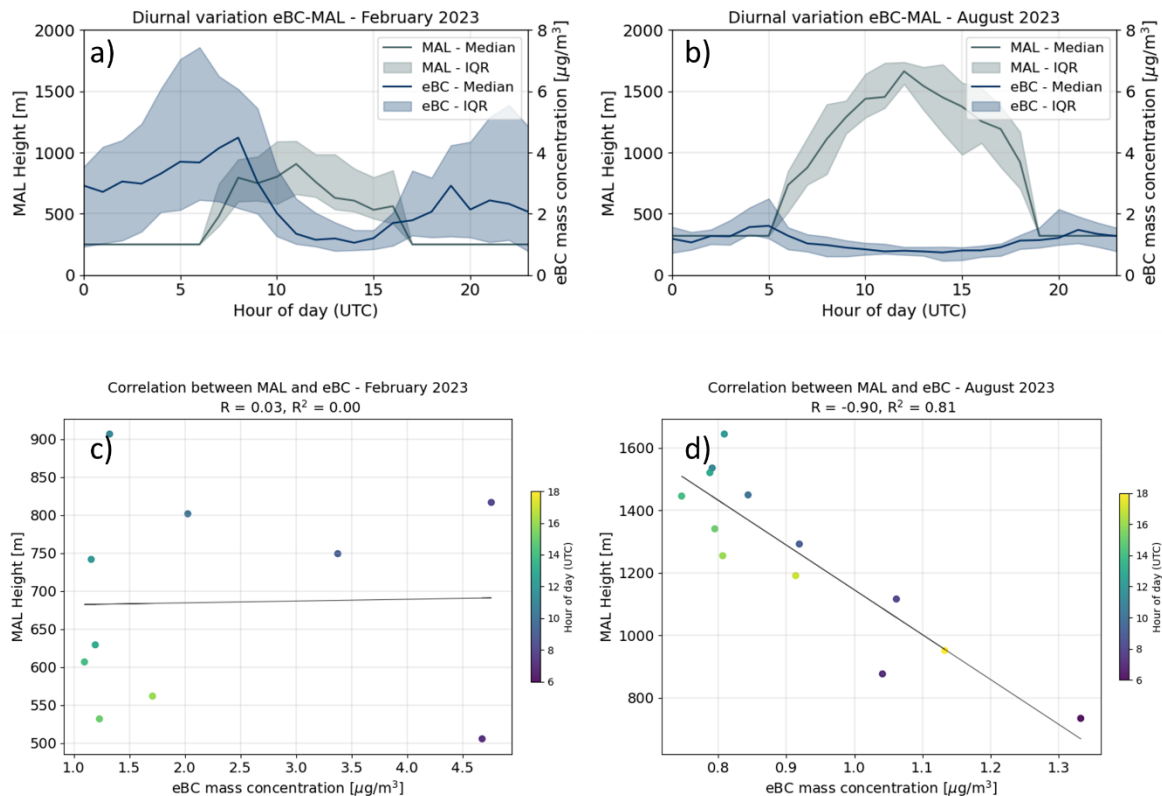 Diurnal variation eBC-MAL - February 2023
a)
2000
1500
1000
500
0
MAL Height [m]
8
6
4
2
0
eBC mass concentration [µg/m³]
MAL - Median
MAL - IQR
eBC - Median
eBC - IQR
0 5 10 15 20
Hour of day (UTC)
Diurnal variation eBC-MAL - August 2023
b)
2000
1500
1000
500
0
MAL Height [m]
8
6
4
2
0
eBC mass concentration [µg/m³]
MAL - Median
MAL - IQR
eBC - Median
eBC - IQR
0 5 10 15 20
Hour of day (UTC)
Correlation between MAL and eBC - February 2023
R = 0.03, R² = 0.00
c)
900
850
800
750
700
650
600
550
500
MAL Height [m]
1.0 1.5 2.0 2.5 3.0 3.5 4.0 4.5
eBC mass concentration [µg/m³]
18
16
14
12
10
8
6
Hour of day (UTC)
Correlation between MAL and eBC - August 2023
R = -0.90, R² = 0.81
d)
1600
1400
1200
1000
800
MAL Height [m]
0.8 0.9 1.0 1.1 1.2 1.3
eBC mass concentration [µg/m³]
18
16
14
12
10
8
6
Hour of day (UTC)